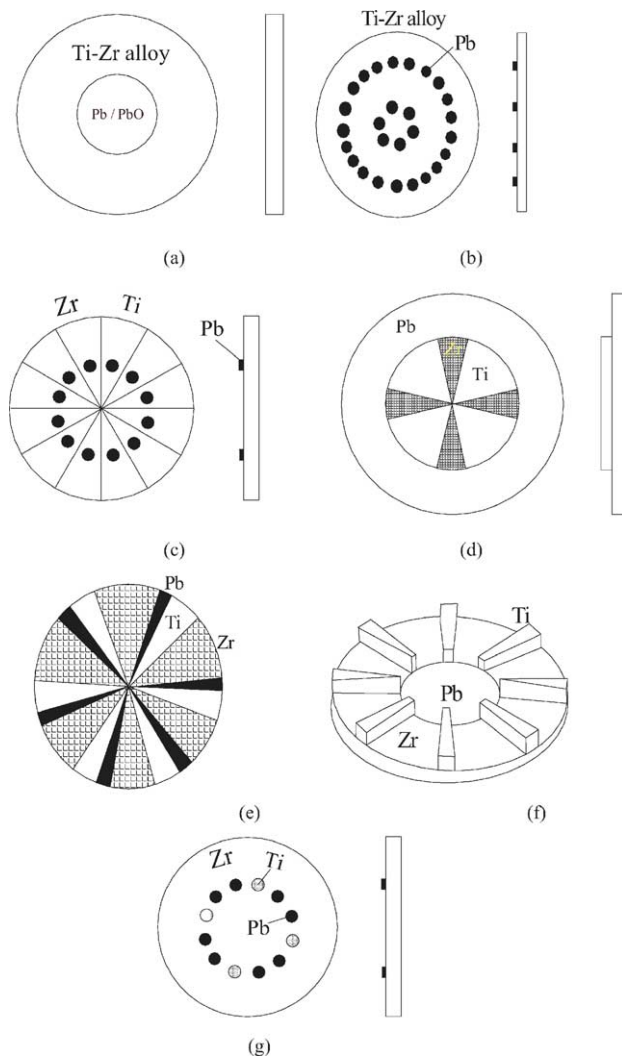 Ti-Zr alloy
Pb / PbO
(a)
Ti-Zr alloy
Pb
(b)
Zr
Ti
Pb
(c)
Pb
Ti
(d)
Pb
Ti
Zr
(e)
Ti
Pb
Zr
(f)
Zr
Ti
Pb
(g)